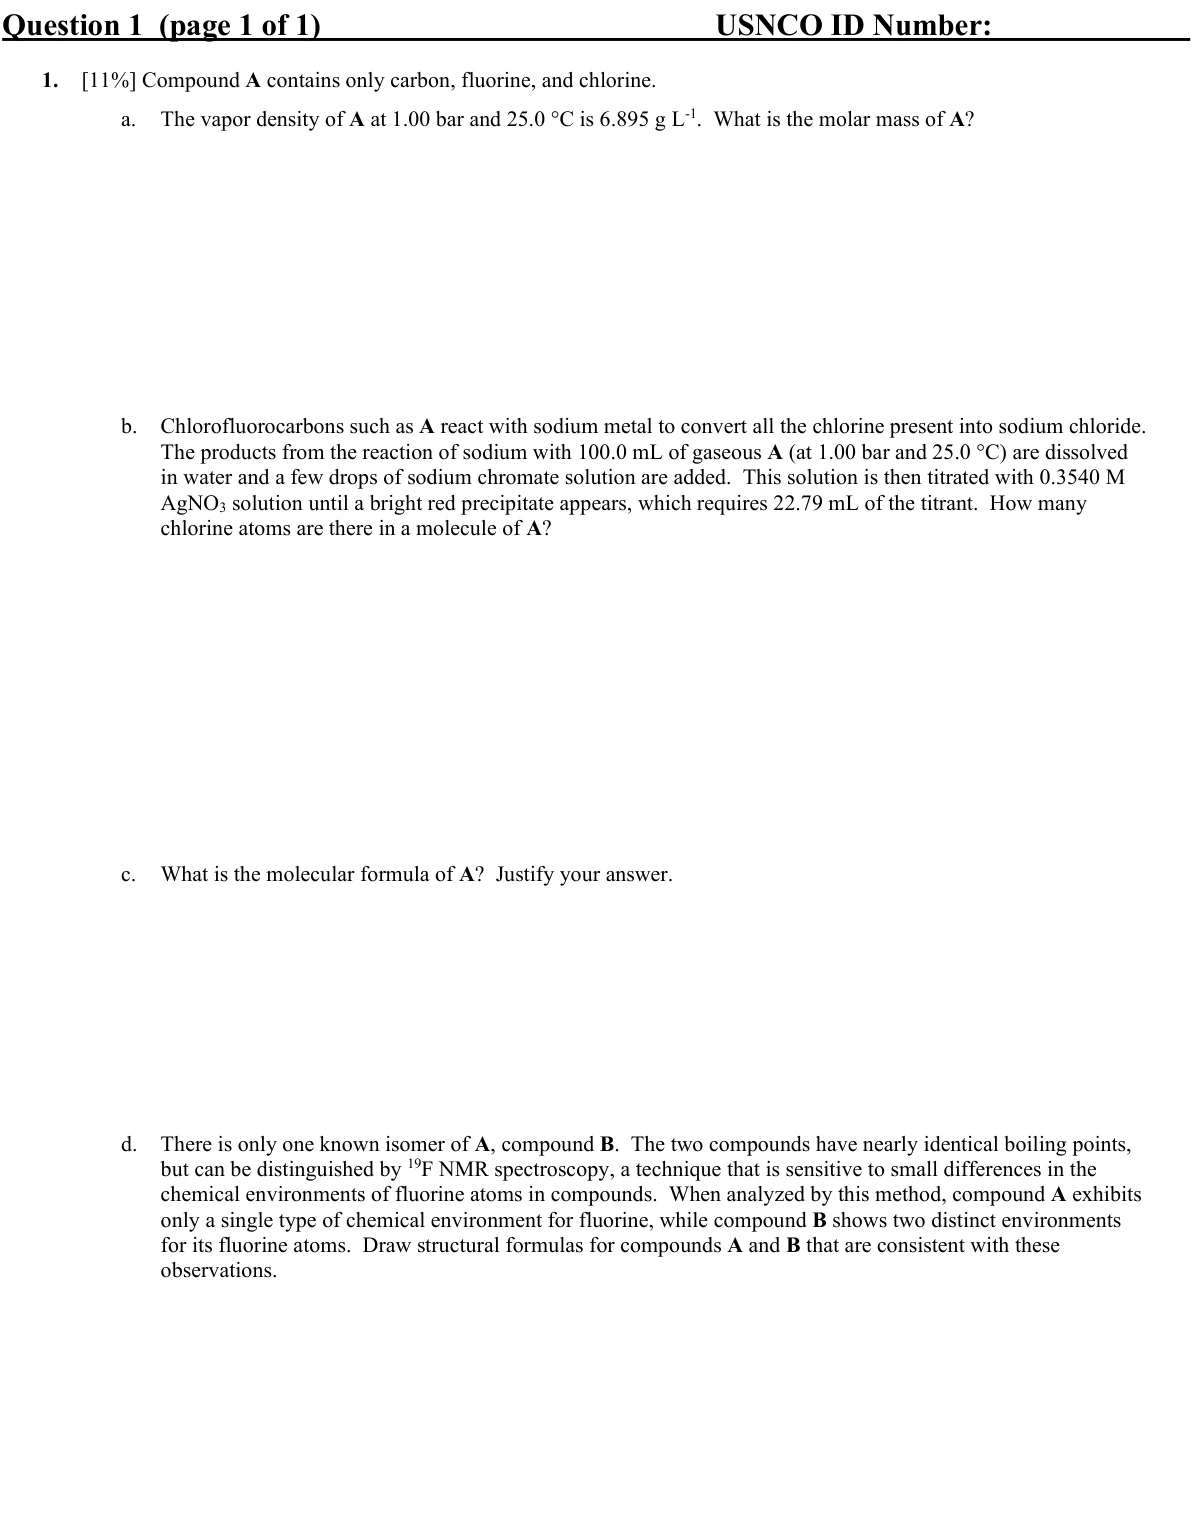 Question 1 (page 1 of 1) USNCO ID Number:
1. [11%] Compound A contains only carbon, fluorine, and chlorine.
a. The vapor density of A at 1.00 bar and 25.0 °C is 6.895 g L⁻¹. What is the molar mass of A?
b. Chlorofluorocarbons such as A react with sodium metal to convert all the chlorine present into sodium chloride.
The products from the reaction of sodium with 100.0 mL of gaseous A (at 1.00 bar and 25.0 °C) are dissolved
in water and a few drops of sodium chromate solution are added. This solution is then titrated with 0.3540 M
AgNO₃ solution until a bright red precipitate appears, which requires 22.79 mL of the titrant. How many
chlorine atoms are there in a molecule of A?
c. What is the molecular formula of A? Justify your answer.
d. There is only one known isomer of A, compound B. The two compounds have nearly identical boiling points,
but can be distinguished by ¹⁹F NMR spectroscopy, a technique that is sensitive to small differences in the
chemical environments of fluorine atoms in compounds. When analyzed by this method, compound A exhibits
only a single type of chemical environment for fluorine, while compound B shows two distinct environments
for its fluorine atoms. Draw structural formulas for compounds A and B that are consistent with these
observations.